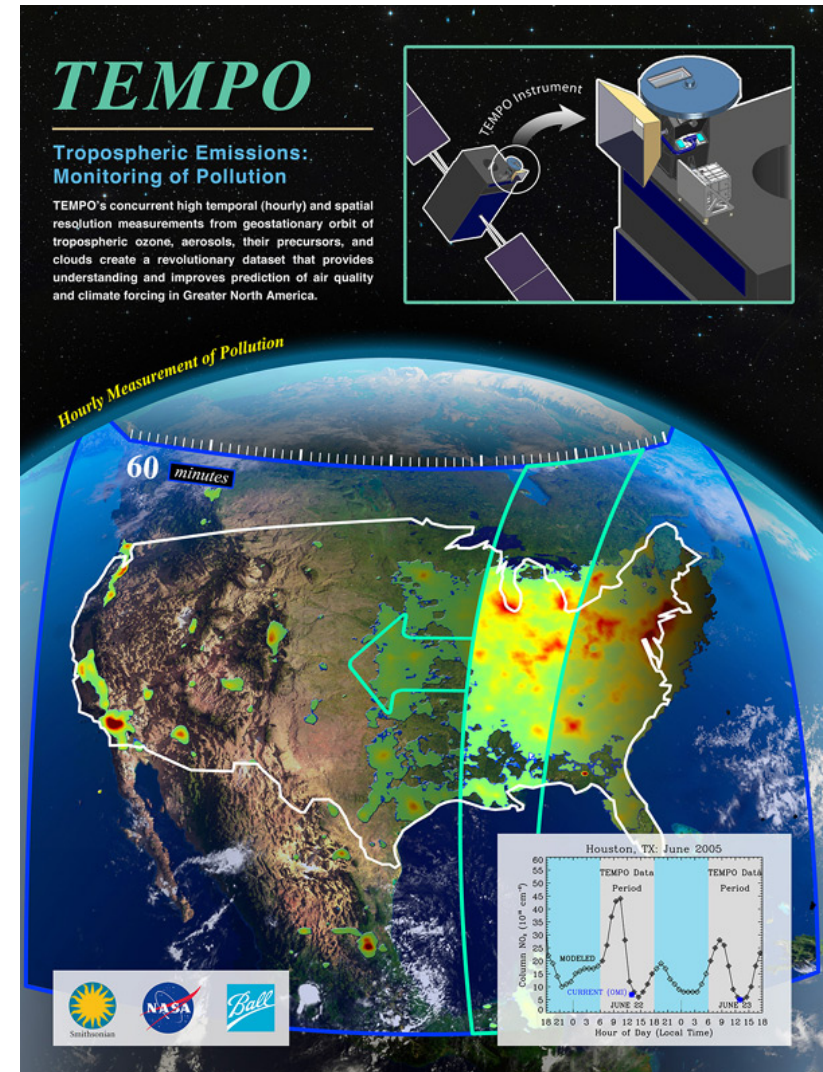 TEMPO
Tropospheric Emissions:
Monitoring of Pollution
TEMPO's concurrent high temporal (hourly) and spatial
resolution measurements from geostationary orbit of
tropospheric ozone, aerosols, their precursors, and
clouds create a revolutionary dataset that provides
understanding and improves prediction of air quality
and climate forcing in Greater North America.
TEMPO Instrument
Hourly Measurement of Pollution
60 minutes
Houston, TX: June 2005
60
55
50
45
40
35
30
25
20
15
10
5
0
Column NO₂ (10¹⁵ cm⁻²)
TEMPO Data
Period
TEMPO Data
Period
MODELED
CURRENT (OMI)
JUNE 22
JUNE 23
18 21 0 3 6 9 12 15 18 21 0 3 6 9 12 15 18
Hour of Day (Local Time)
Smithsonian
NASA
Ball